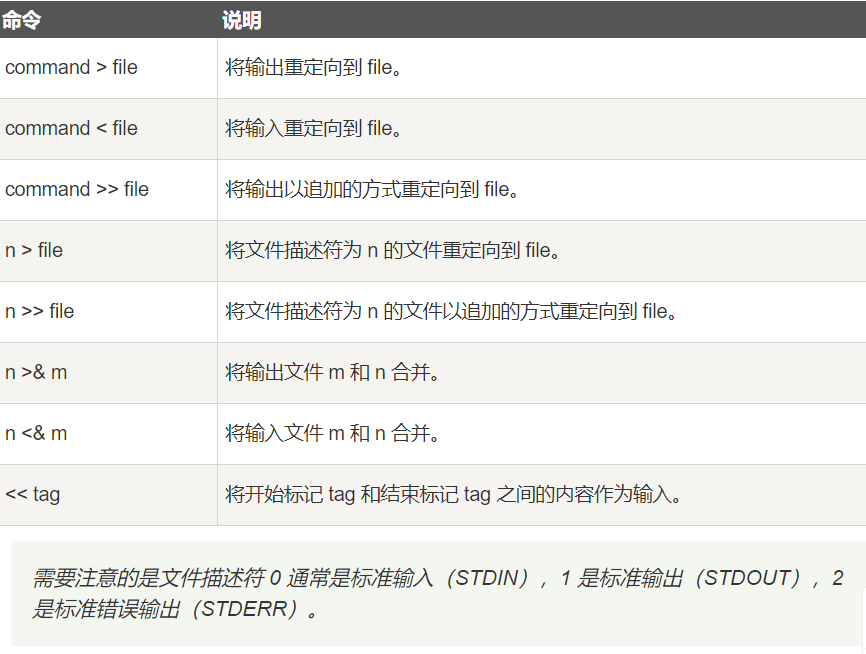 命令 说明
command > file 将输出重定向到 file。
command < file 将输入重定向到 file。
command >> file 将输出以追加的方式重定向到 file。
n > file 将文件描述符为 n 的文件重定向到 file。
n >> file 将文件描述符为 n 的文件以追加的方式重定向到 file。
n >& m 将输出文件 m 和 n 合并。
n <& m 将输入文件 m 和 n 合并。
<< tag 将开始标记 tag 和结束标记 tag 之间的内容作为输入。
需要注意的是文件描述符 0 通常是标准输入（STDIN），1 是标准输出（STDOUT），2
是标准错误输出（STDERR）。